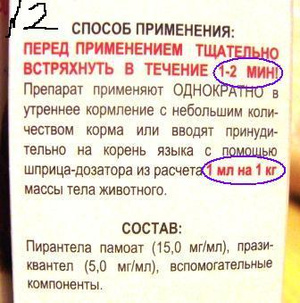 √2
СПОСОБ ПРИМЕНЕНИЯ:
ПЕРЕД ПРИМЕНЕНИЕМ ТЩАТЕЛЬНО
ВСТРЯХНУТЬ В ТЕЧЕНИЕ 1-2 МИН!
Препарат применяют ОДНОКРАТНО в
утреннее кормление с небольшим коли-
чеством корма или вводят принуди-
тельно на корень языка с помощью
шприца-дозатора из расчета 1 мл на 1 кг
массы тела животного.
СОСТАВ:
Пирантела памоат (15,0 мг/мл), прази-
квантел (5,0 мг/мл), вспомогательные
компоненты.